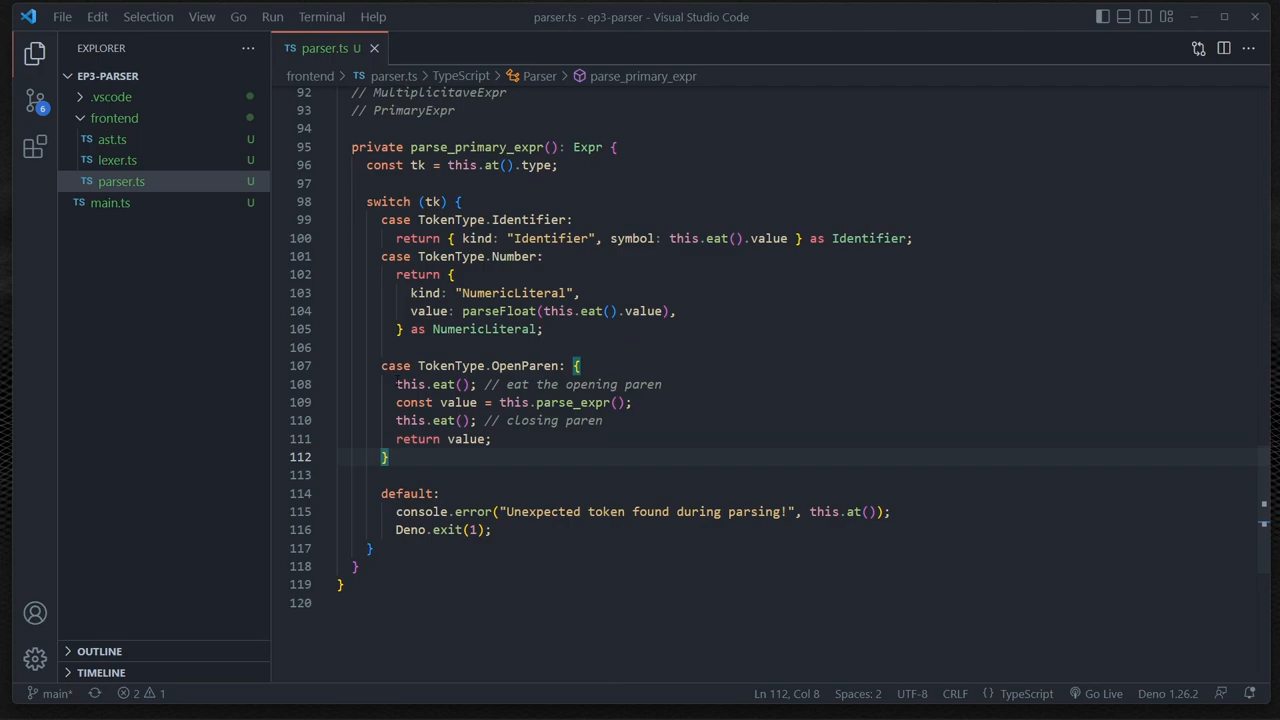 File Edit Selection View Go Run Terminal Help parser.ts - ep3-parser - Visual Studio Code
EXPLORER
EP3-PARSER
.vscode
frontend
TS ast.ts U
TS lexer.ts U
TS parser.ts U
TS main.ts
6
OUTLINE
TIMELINE
TS parser.ts U
frontend > TS parser.ts > TypeScript > Parser > parse_primary_expr
92 // MultiplicitaveExpr
93 // PrimaryExpr
94
95 private parse_primary_expr(): Expr {
96 const tk = this.at().type;
97
98 switch (tk) {
99 case TokenType.Identifier:
100 return { kind: "Identifier", symbol: this.eat().value } as Identifier;
101 case TokenType.Number:
102 return {
103 kind: "NumericLiteral",
104 value: parseFloat(this.eat().value),
105 } as NumericLiteral;
106
107 case TokenType.OpenParen: {
108 this.eat(); // eat the opening paren
109 const value = this.parse_expr();
110 this.eat(); // closing paren
111 return value;
112 }
113
114 default:
115 console.error("Unexpected token found during parsing!", this.at());
116 Deno.exit(1);
117 }
118 }
119 }
120
main* 2 1 Ln 112, Col 8 Spaces: 2 UTF-8 CRLF {} TypeScript Go Live Deno 1.26.2